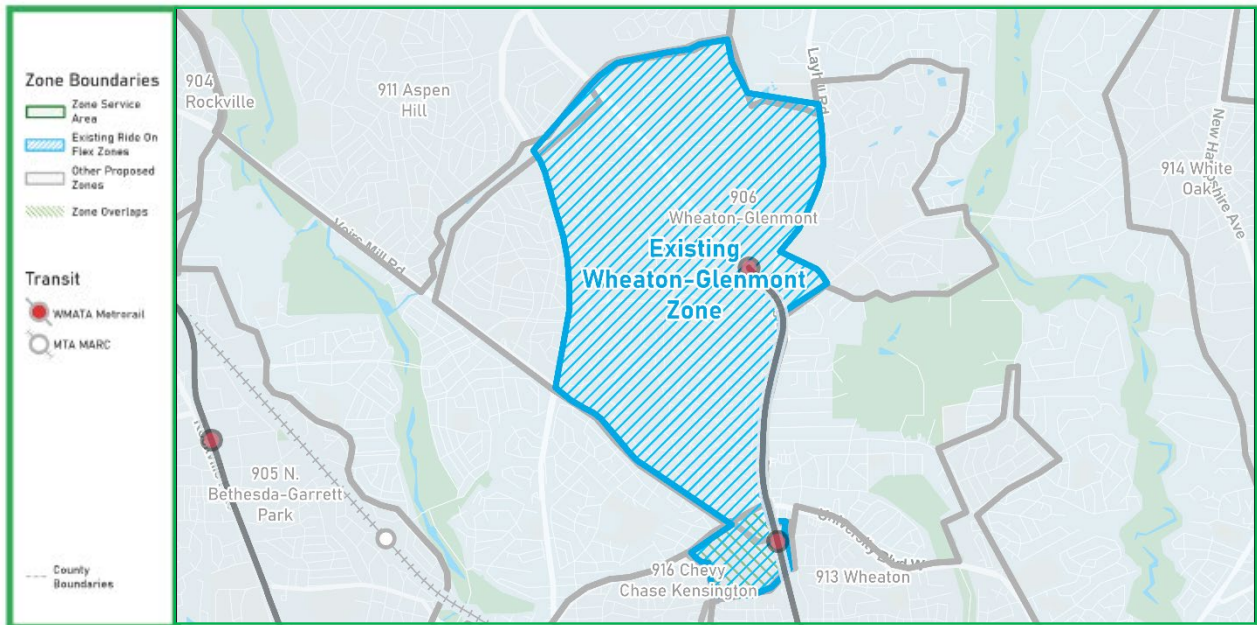 Zone Boundaries
Zone Service
Area
Existing Ride On
Flex Zones
Other Proposed
Zones
Zone Overlaps
Transit
WMATA Metrorail
MTA MARC
County
Boundaries
904
Rockville
911 Aspen
Hill
Layhill Rd
New Hampshire Ave
914 White
Oak
906
Wheaton-Glenmont
Existing
Wheaton-Glenmont
Zone
Veirs Mill Rd
905 N.
Bethesda-Garrett
Park
University Blvd W
916 Chevy
Chase Kensington
913 Wheaton